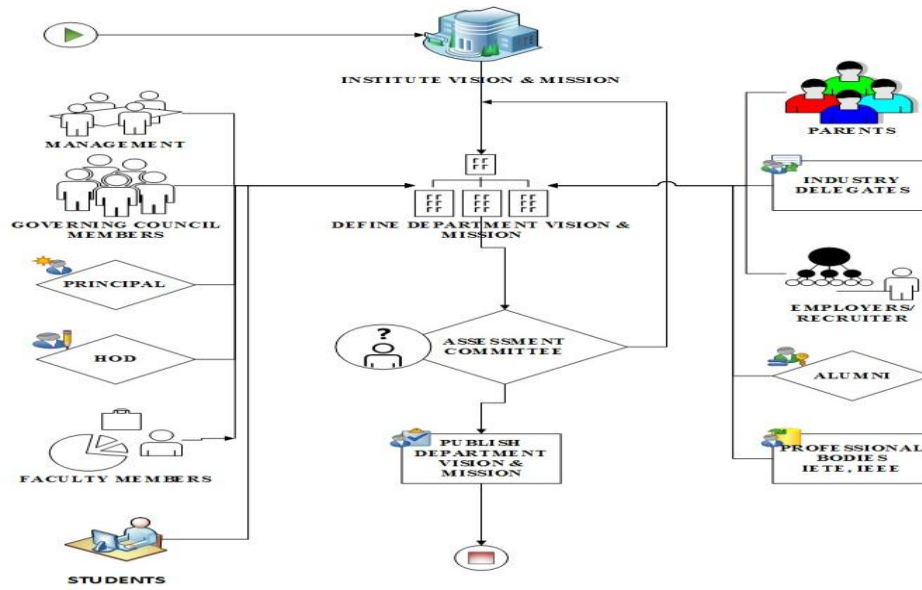 INSTITUTE VISION & MISSION
MANAGEMENT
GOVERNING COUNCIL
MEMBERS
PRINCIPAL
HOD
FACULTY MEMBERS
STUDENTS
DEFINE DEPARTMENT VISION &
MISSION
?
ASSESSMENT
COMMITTEE
PUBLISH
DEPARTMENT
VISION &
MISSION
PARENTS
INDUSTRY
DELEGATES
EMPLOYERS/
RECRUITER
ALUMNI
PROFESSIONAL
BODIES
IETE, IEEE